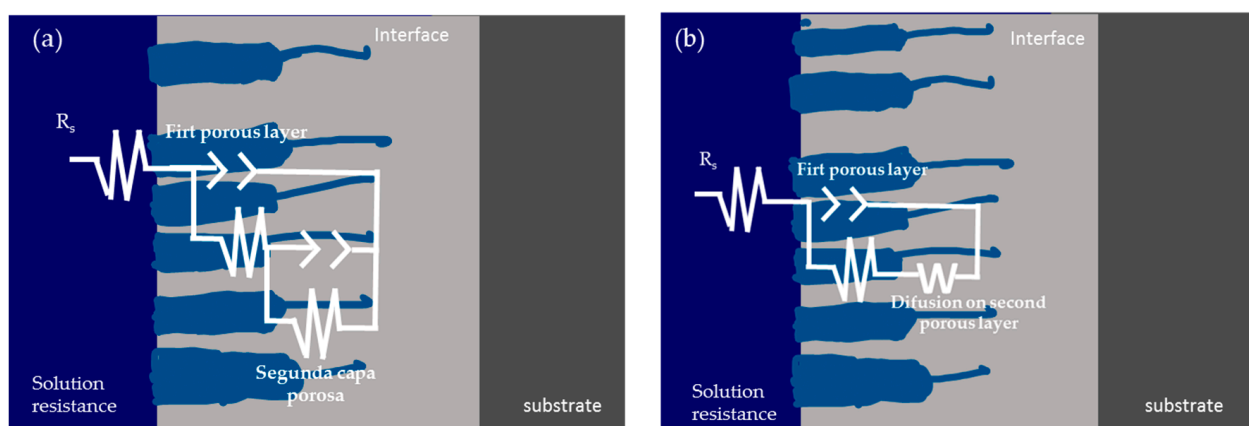 (a)
Interface
Rs
Firt porous layer
Segunda capa
porosa
Solution
resistance
substrate
(b)
Interface
Rs
Firt porous layer
Difusion on second
porous layer
Solution
resistance
substrate